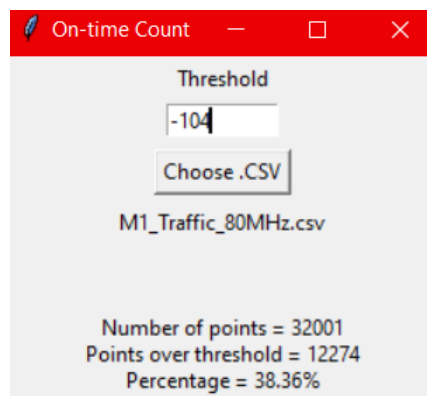 On-time Count
Threshold
-104
Choose .CSV
M1_Traffic_80MHz.csv
Number of points = 32001
Points over threshold = 12274
Percentage = 38.36%